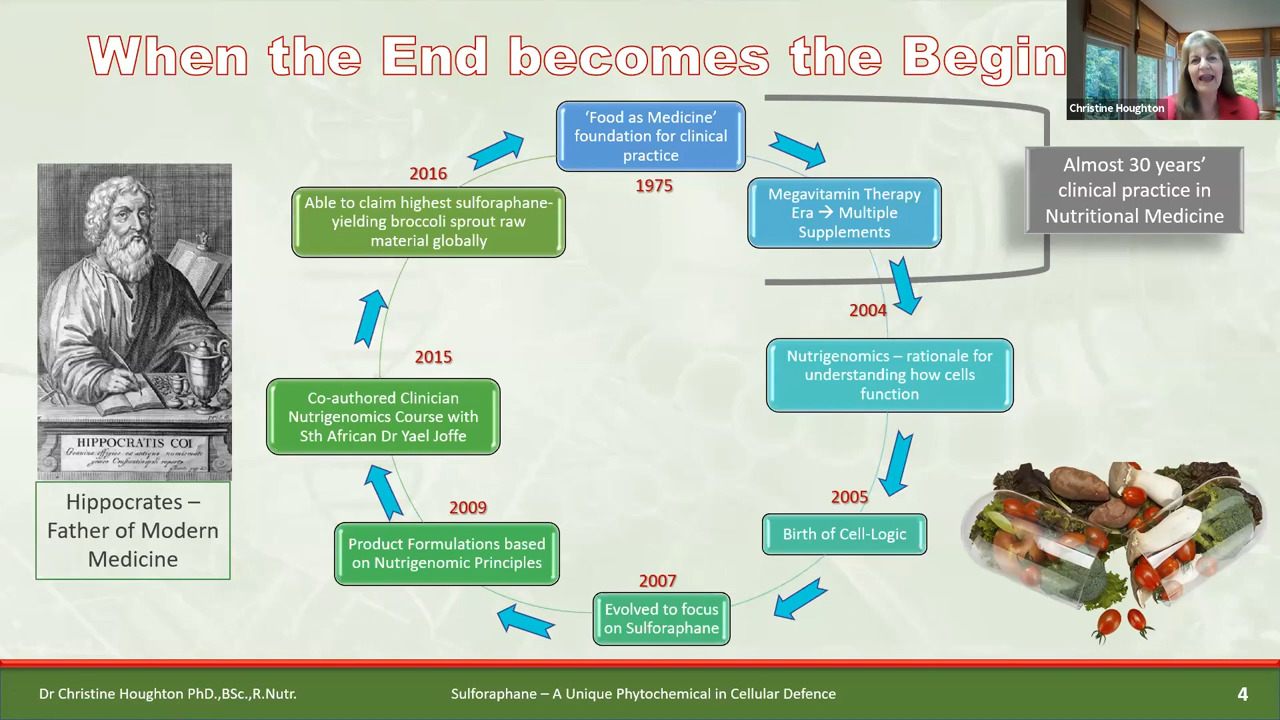 When the End becomes the Begin
Christine Houghton
'Food as Medicine'
foundation for clinical
practice
1975
Megavitamin Therapy
Era → Multiple
Supplements
Almost 30 years'
clinical practice in
Nutritional Medicine
2004
Nutrigenomics – rationale for
understanding how cells
function
2005
Birth of Cell-Logic
2007
Evolved to focus
on Sulforaphane
2009
Product Formulations based
on Nutrigenomic Principles
2015
Co-authored Clinician
Nutrigenomics Course with
Sth African Dr Yael Joffe
2016
Able to claim highest sulforaphane-
yielding broccoli sprout raw
material globally
HIPPOCRATIS COI
Hippocrates –
Father of Modern
Medicine
Dr Christine Houghton PhD.,BSc.,R.Nutr.
Sulforaphane – A Unique Phytochemical in Cellular Defence
4